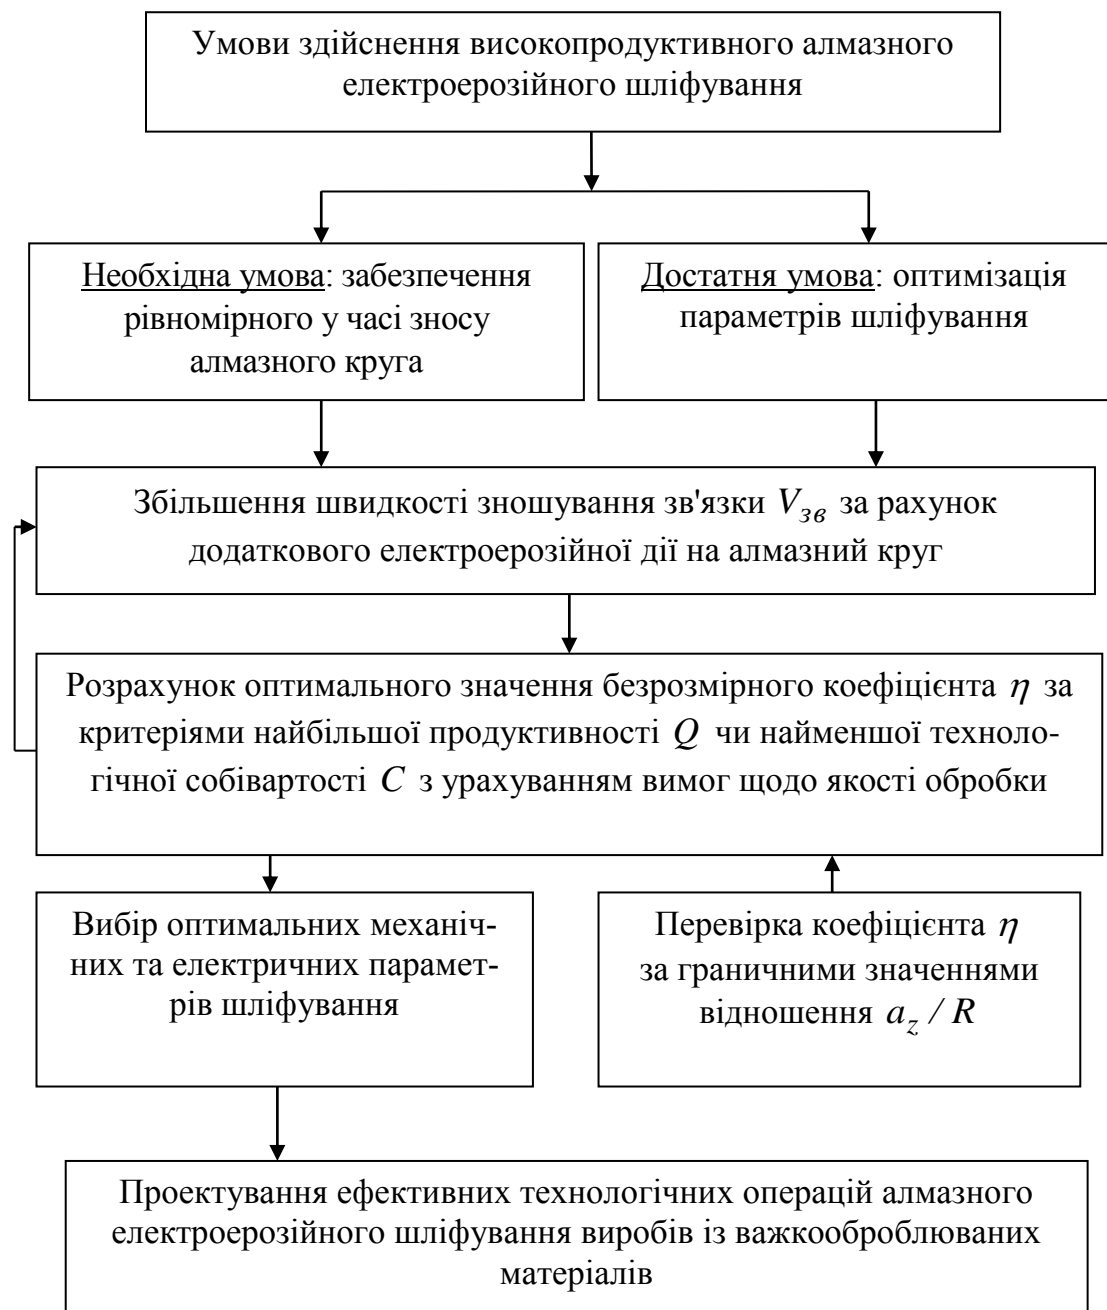 Умови здійснення високопродуктивного алмазного
електроерозійного шліфування
Необхідна умова: забезпечення
рівномірного у часі зносу
алмазного круга
Достатня умова: оптимізація
параметрів шліфування
Збільшення швидкості зношування зв'язки V_зв за рахунок
додаткового електроерозійної дії на алмазний круг
Розрахунок оптимального значення безрозмірного коефіцієнта η за
критеріями найбільшої продуктивності Q чи найменшої техноло-
гічної собівартості C з урахуванням вимог щодо якості обробки
Вибір оптимальних механіч-
них та електричних парамет-
рів шліфування
Перевірка коефіцієнта η
за граничними значеннями
відношення a_z / R
Проектування ефективних технологічних операцій алмазного
електроерозійного шліфування виробів із важкооброблюваних
матеріалів